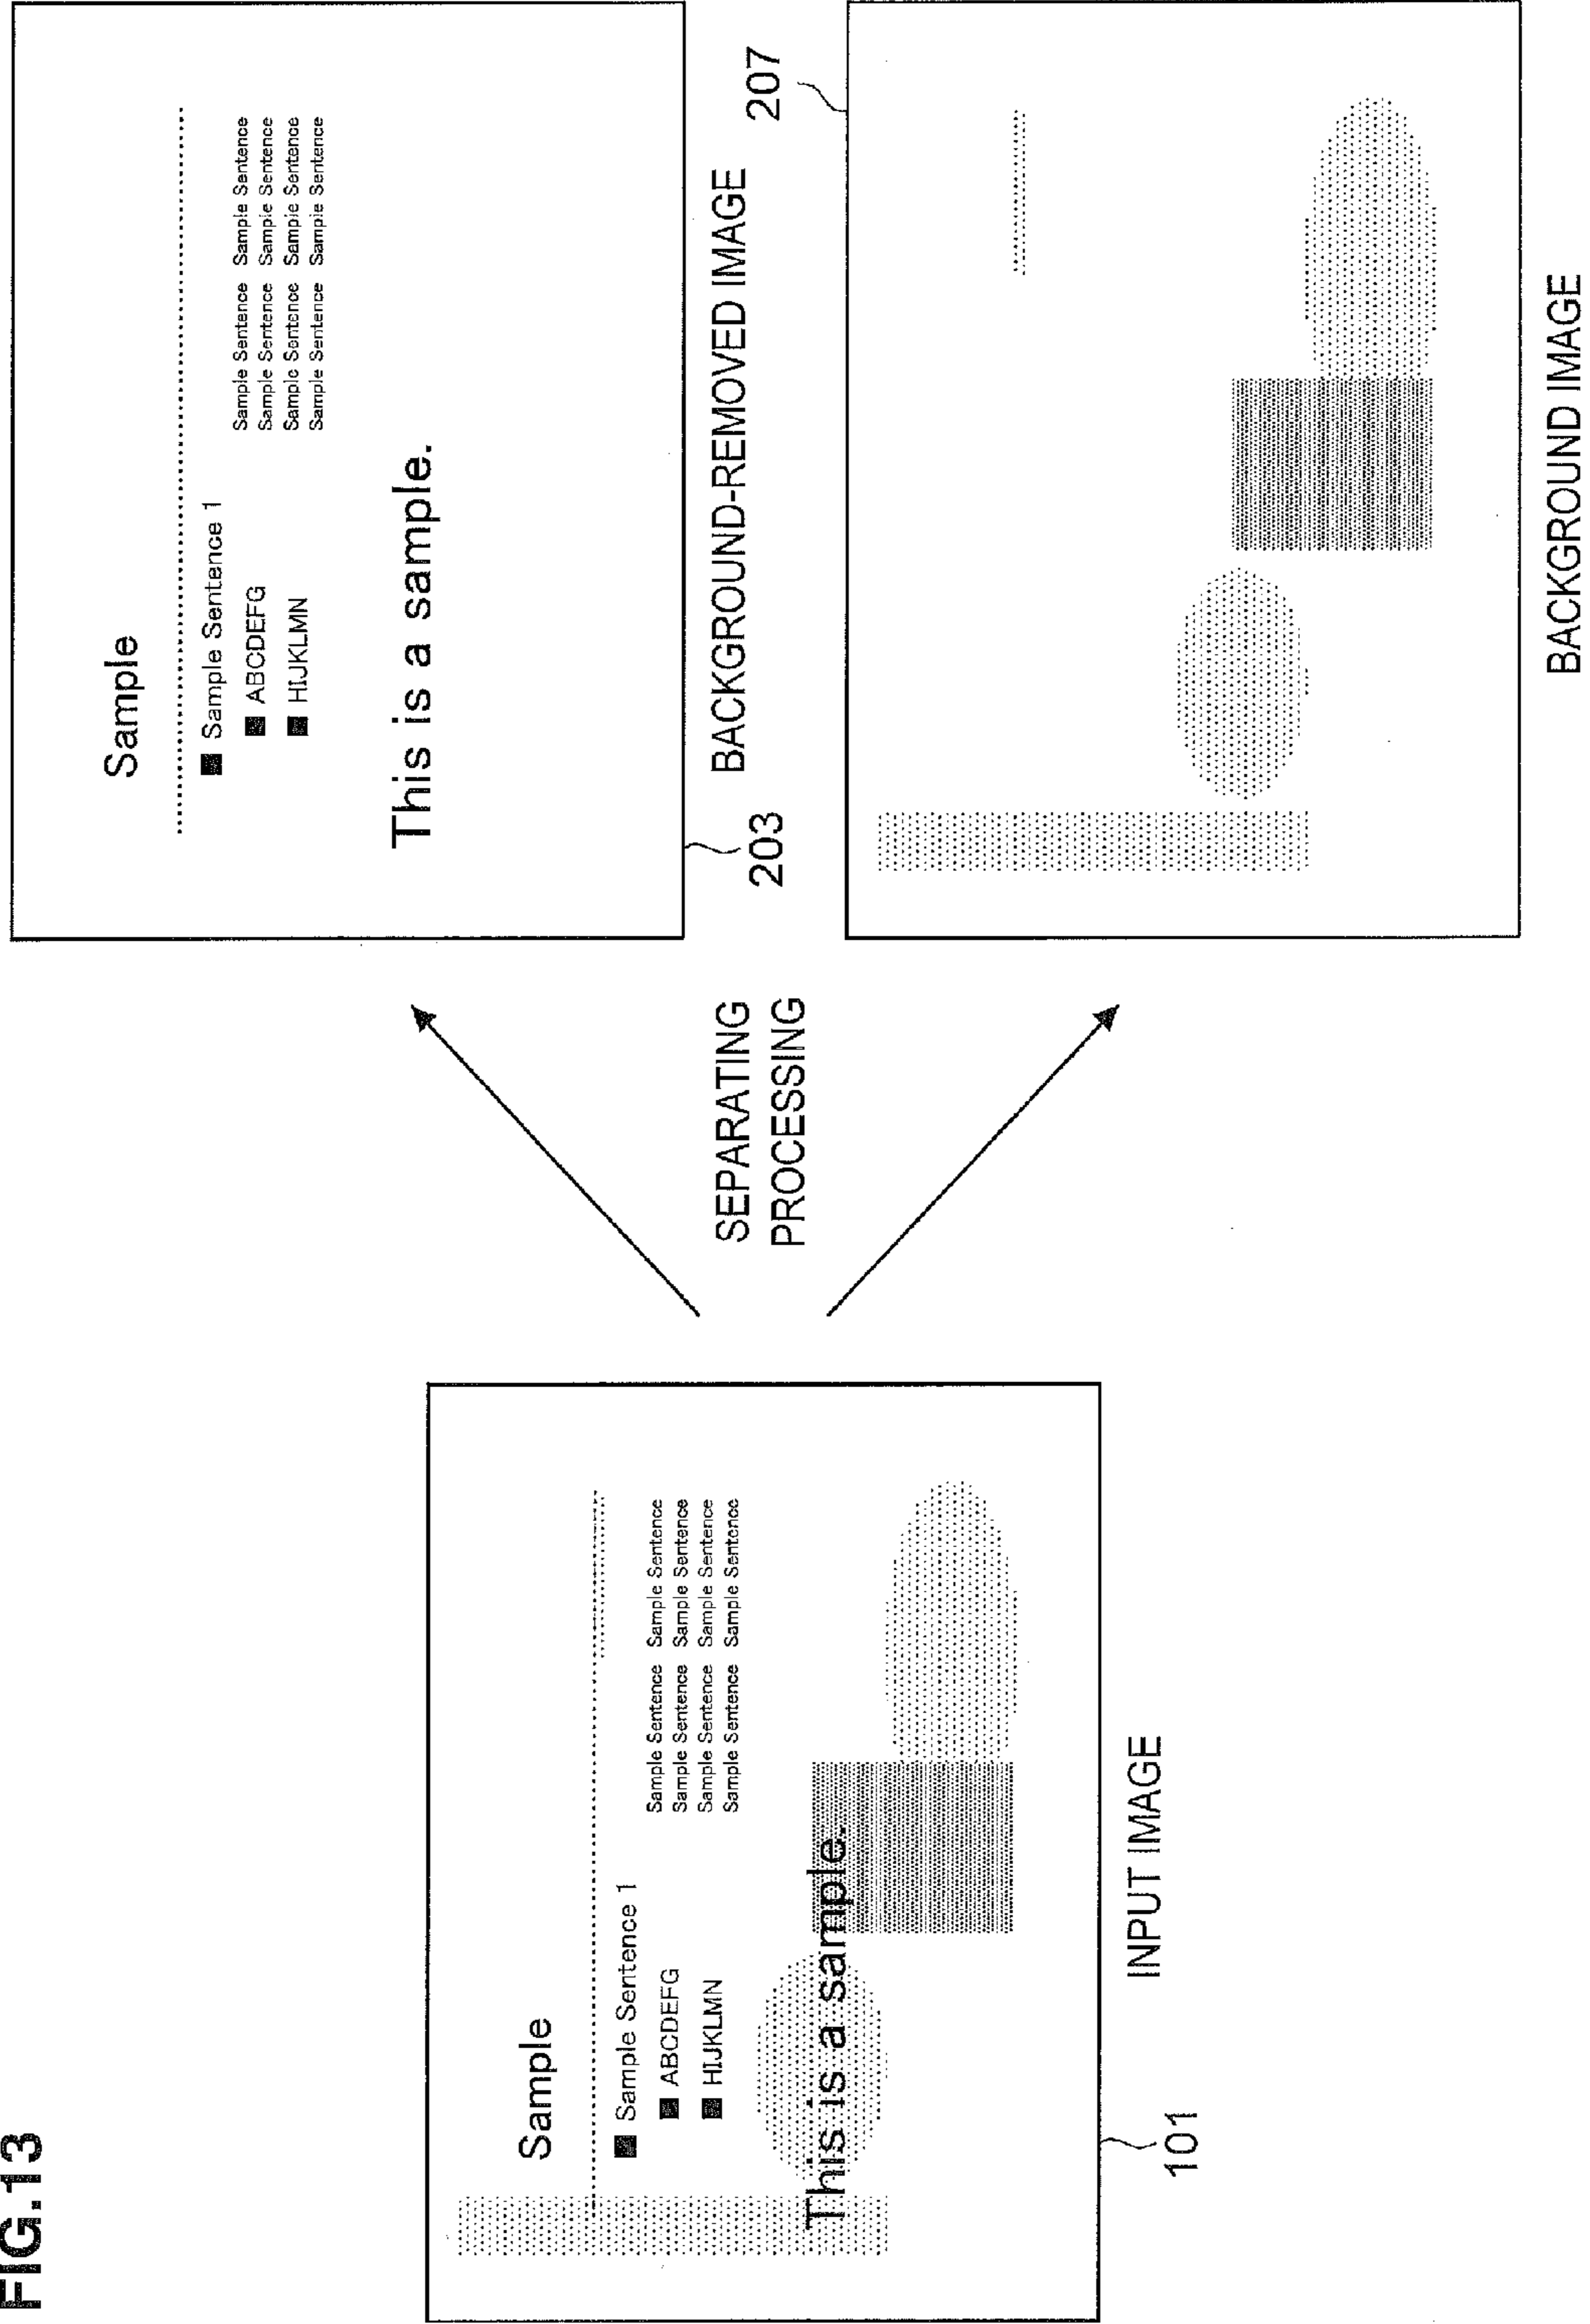 FIG.13
Sample
Sample Sentence 1
ABCDEFG
HIJKLMN
Sample Sentence Sample Sentence
Sample Sentence Sample Sentence
Sample Sentence Sample Sentence
Sample Sentence Sample Sentence
This is a sample.
101
INPUT IMAGE
SEPARATING
PROCESSING
Sample
Sample Sentence 1
ABCDEFG
HIJKLMN
Sample Sentence Sample Sentence
Sample Sentence Sample Sentence
Sample Sentence Sample Sentence
Sample Sentence Sample Sentence
This is a sample.
203
BACKGROUND-REMOVED IMAGE
207
BACKGROUND IMAGE